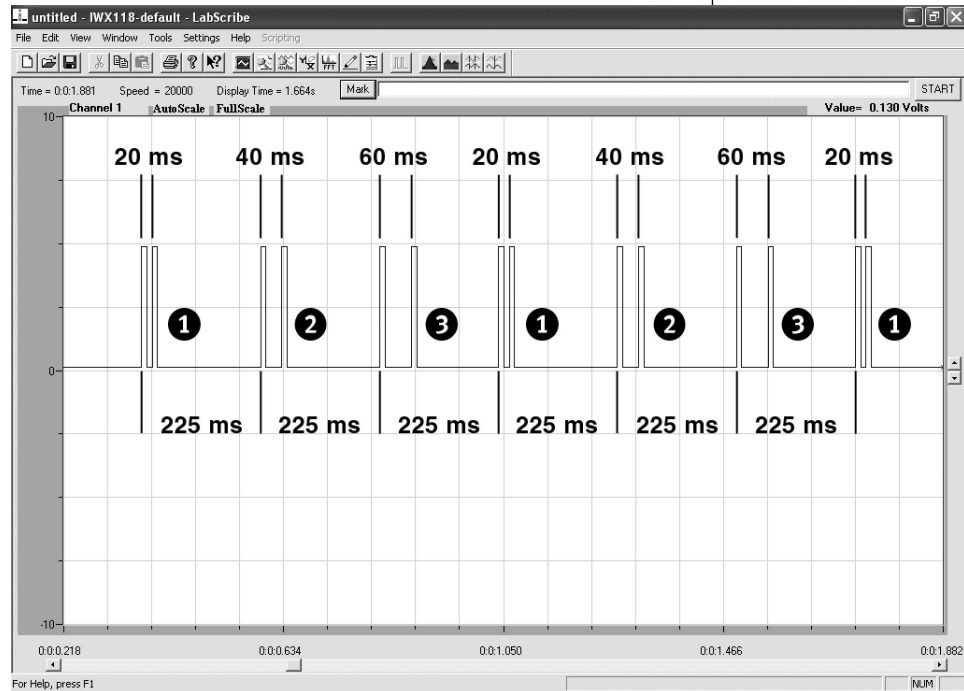 untitled - IWX118-default - LabScribe
File Edit View Window Tools Settings Help Scripting
Time = 0:0:1.881 Speed = 20000 Display Time = 1.664s Mark START
Channel 1 AutoScale FullScale Value= 0.130 Volts
10
20 ms 40 ms 60 ms 20 ms 40 ms 60 ms 20 ms
1 2 3 1 2 3 1
0
225 ms 225 ms 225 ms 225 ms 225 ms 225 ms
-10
0:0:0.218 0:0:0.634 0:0:1.050 0:0:1.466 0:0:1.882
For Help, press F1 NUM